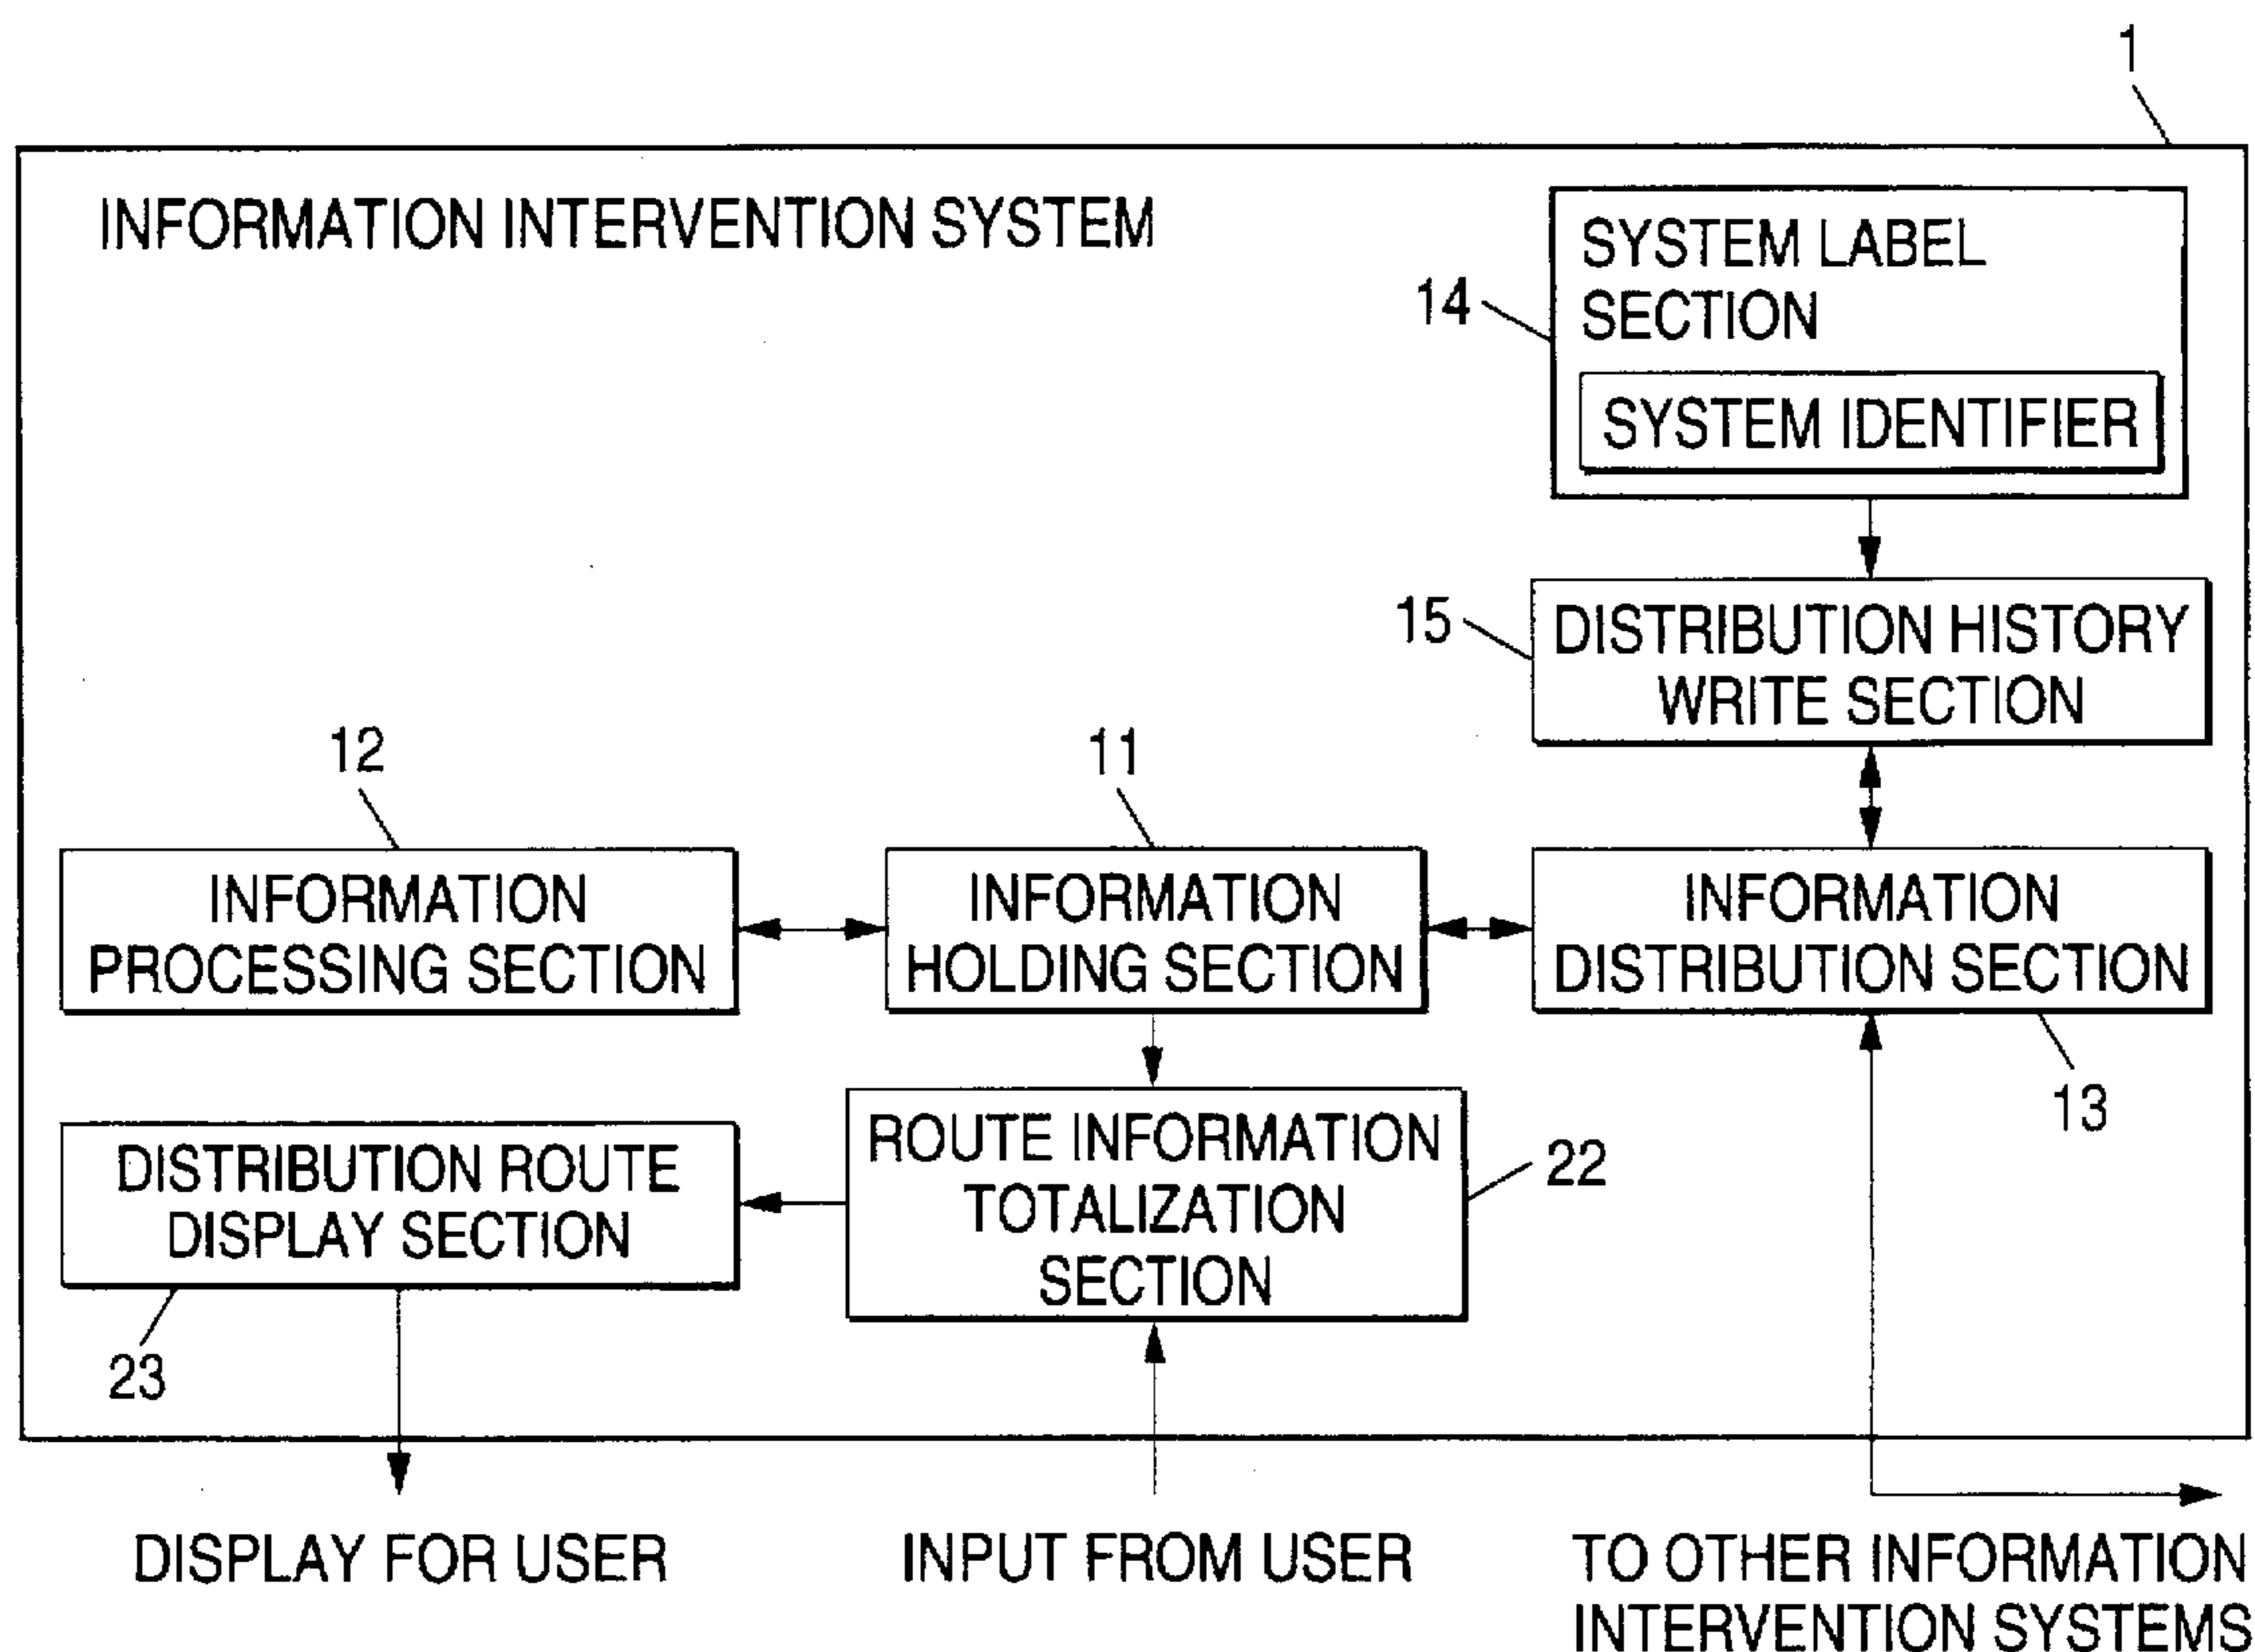 1
INFORMATION INTERVENTION SYSTEM
SYSTEM LABEL
SECTION
14
SYSTEM IDENTIFIER
15
DISTRIBUTION HISTORY
WRITE SECTION
12
11
INFORMATION
PROCESSING SECTION
INFORMATION
HOLDING SECTION
INFORMATION
DISTRIBUTION SECTION
13
DISTRIBUTION ROUTE
DISPLAY SECTION
ROUTE INFORMATION
TOTALIZATION
SECTION
22
23
DISPLAY FOR USER
INPUT FROM USER
TO OTHER INFORMATION
INTERVENTION SYSTEMS